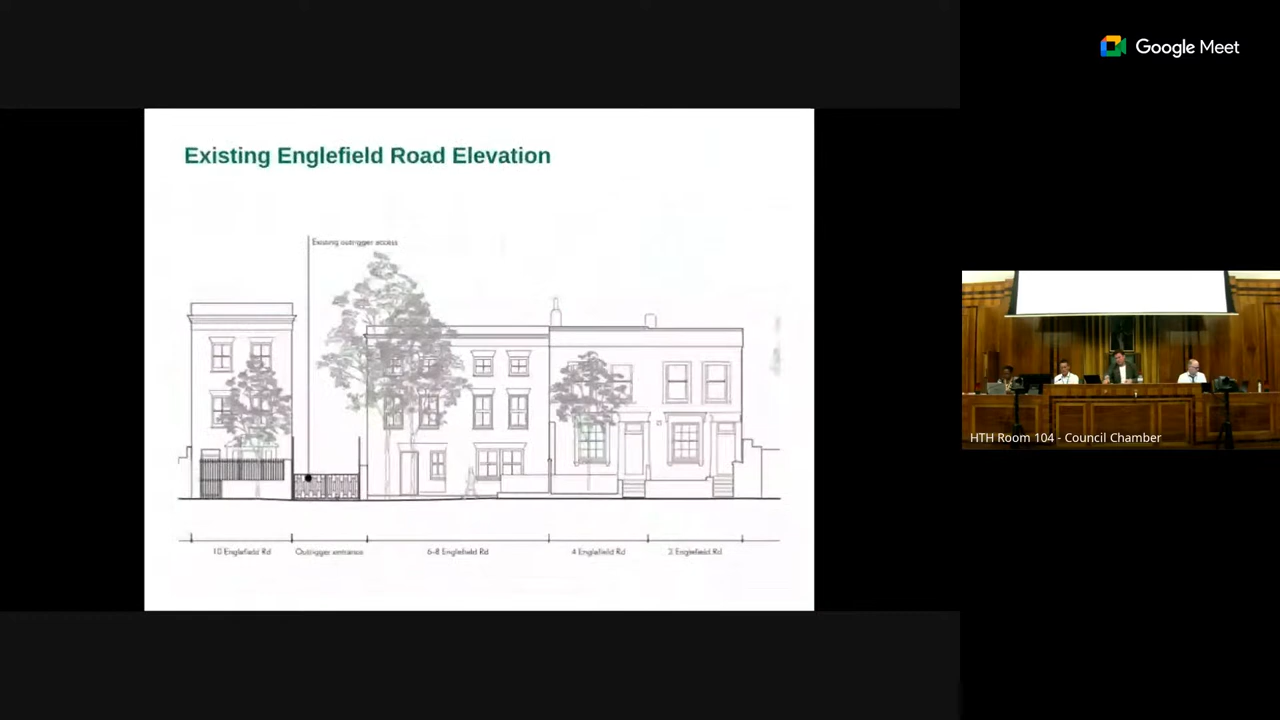 Google Meet
Existing Englefield Road Elevation
Existing outrigger access
10 Englefield Rd
Outrigger entrance
6-8 Englefield Rd
4 Englefield Rd
2 Englefield Rd
HTH Room 104 - Council Chamber